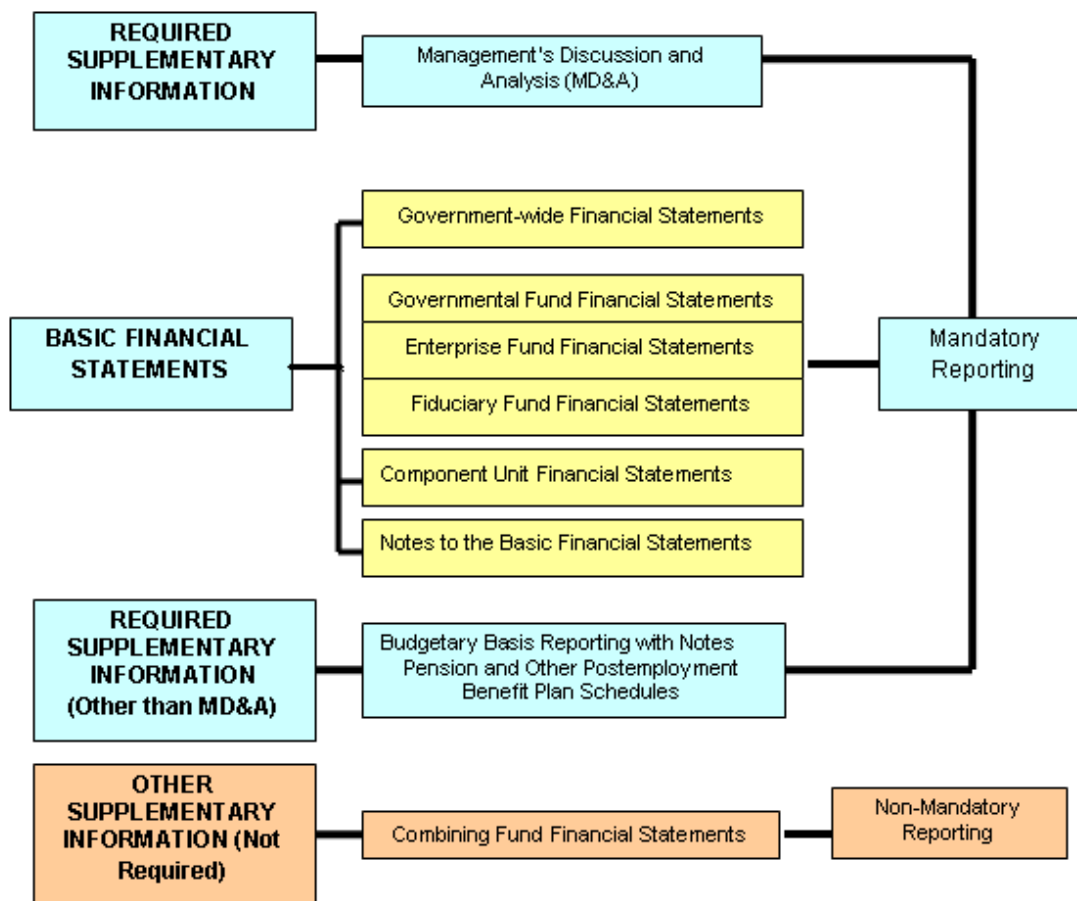 REQUIRED
SUPPLEMENTARY
INFORMATION
Management's Discussion and
Analysis (MD&A)
Government-wide Financial Statements
Governmental Fund Financial Statements
BASIC FINANCIAL
STATEMENTS
Enterprise Fund Financial Statements
Mandatory
Reporting
Fiduciary Fund Financial Statements
Component Unit Financial Statements
Notes to the Basic Financial Statements
REQUIRED
SUPPLEMENTARY
INFORMATION
(Other than MD&A)
Budgetary Basis Reporting with Notes
Pension and Other Postemployment
Benefit Plan Schedules
OTHER
SUPPLEMENTARY
INFORMATION (Not
Required)
Combining Fund Financial Statements
Non-Mandatory
Reporting